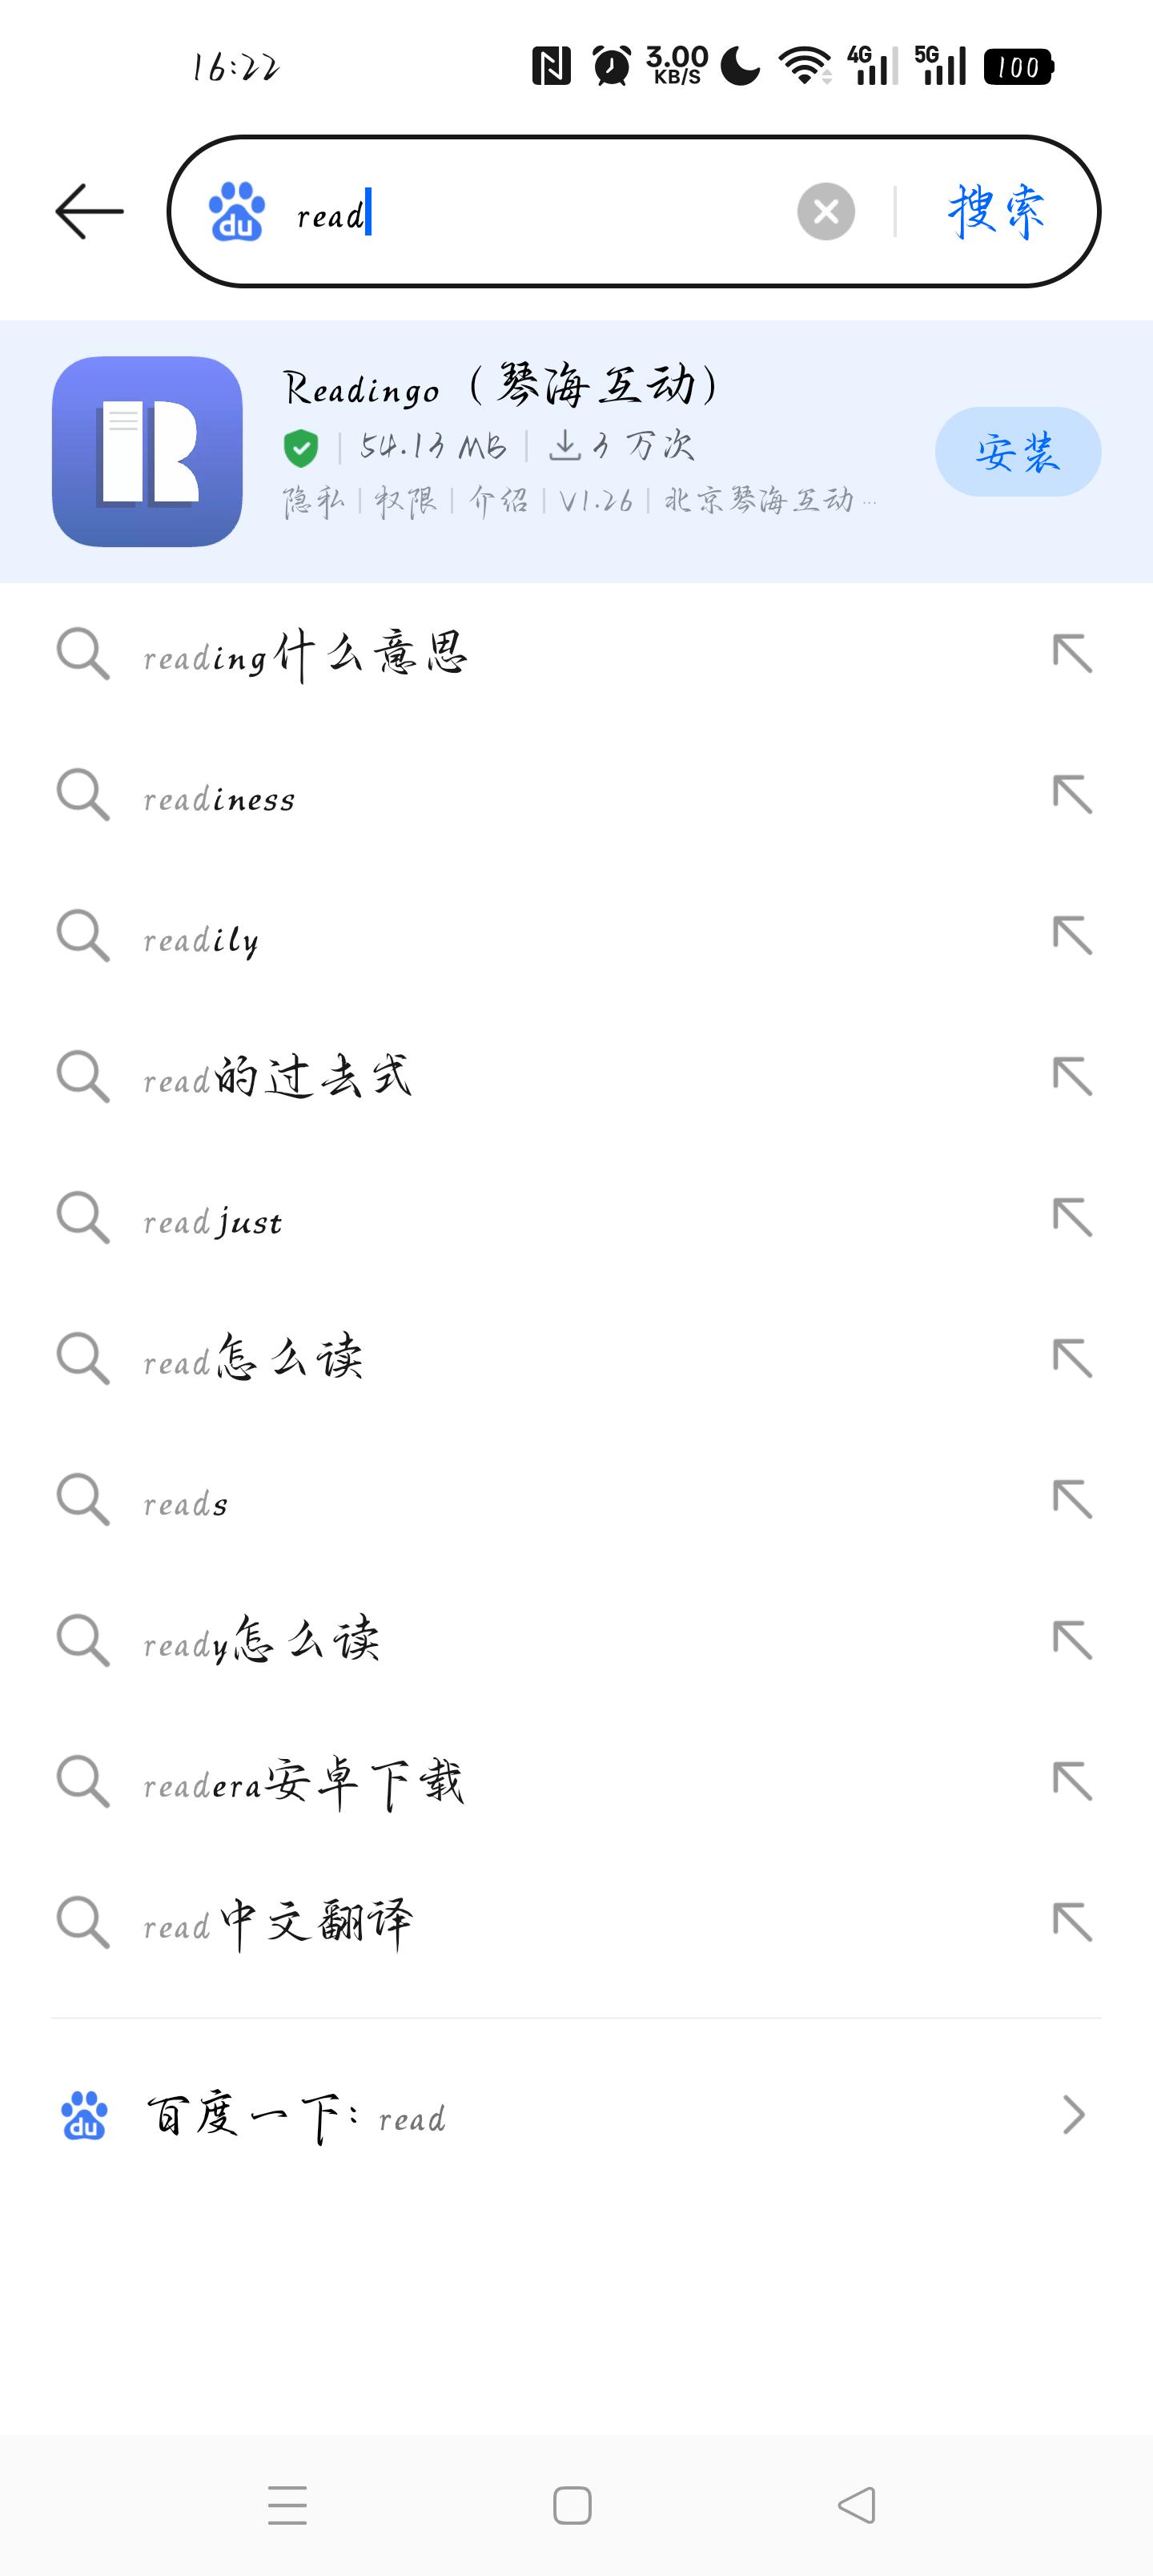 16:22 3.00 KB/S 4G 5G 100
du read 搜索
Readingo（琴海互动）
54.13 MB 3 万次
安装
隐私 权限 介绍 V1.26 北京琴海互动...
reading什么意思
readiness
readily
read的过去式
readjust
read怎么读
reads
ready怎么读
readera安卓下载
read中文翻译
du 百度一下：read